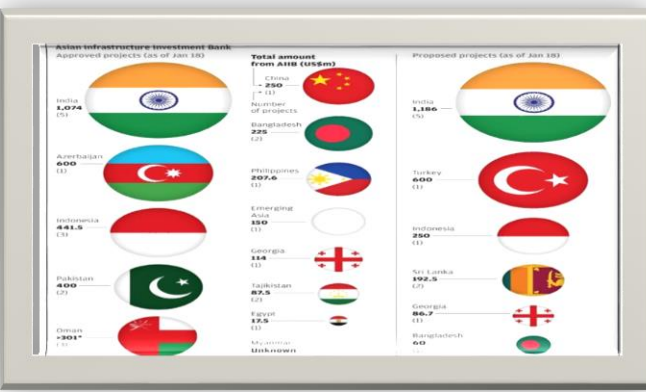 Asian Infrastructure Investment Bank
Approved projects (as of Jan 18)
India
1,074
(5)
Azerbaijan
600
(1)
Indonesia
441.5
(3)
Pakistan
400
(2)
Oman
>301*
Total amount
from AIIB (US$m)
China
250
(1)
Number
of projects
Bangladesh
225
(2)
Philippines
207.6
(1)
Emerging
Asia
150
(1)
Georgia
114
(1)
Tajikistan
87.5
(2)
Egypt
17.5
(1)
Myanmar
Unknown
Proposed projects (as of Jan 18)
India
1,186
(5)
Turkey
600
(1)
Indonesia
250
(1)
Sri Lanka
192.5
(2)
Georgia
86.7
(1)
Bangladesh
60